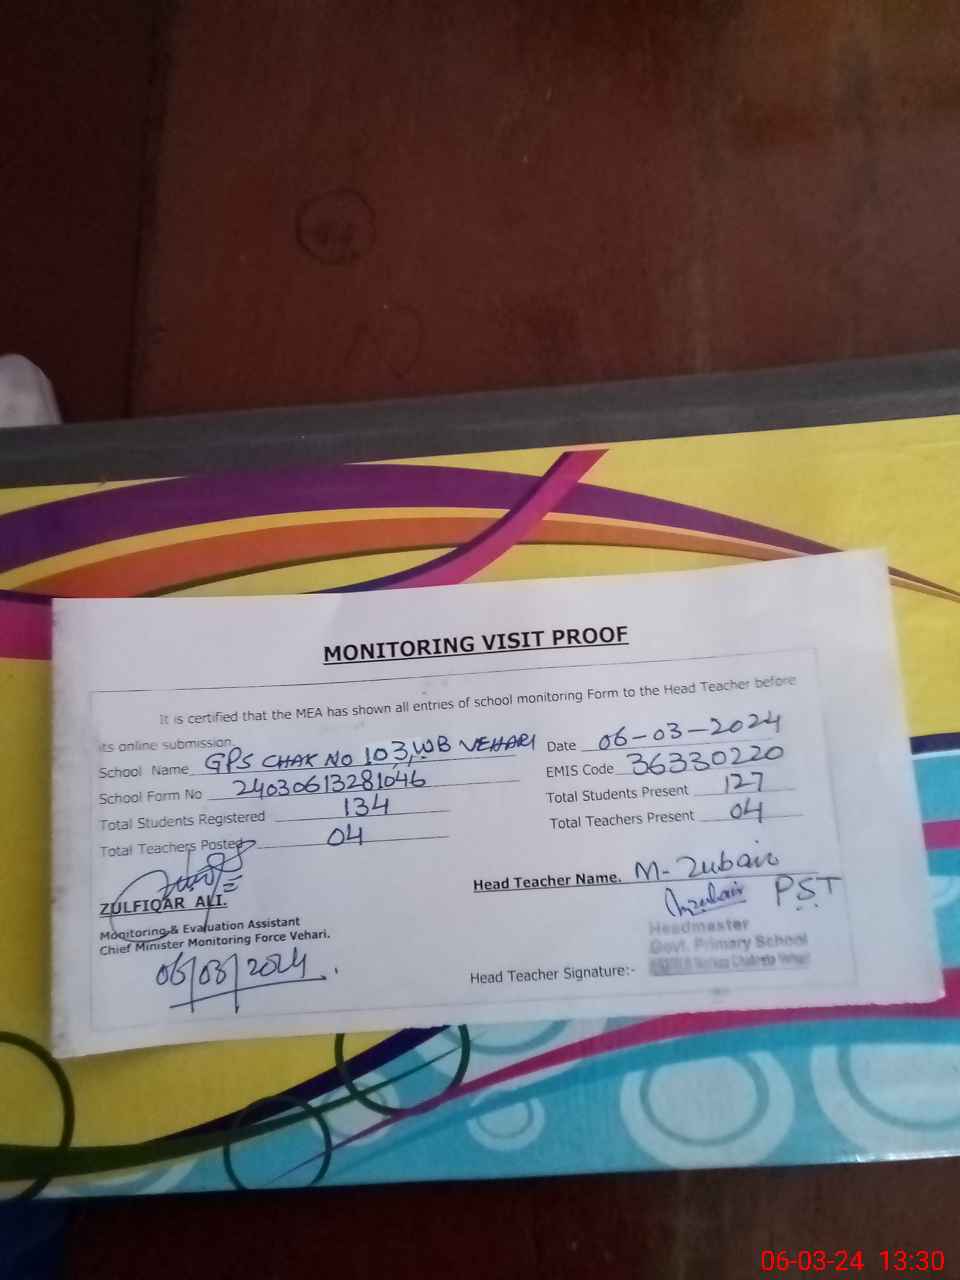 MONITORING VISIT PROOF
It is certified that the MEA has shown all entries of school monitoring Form to the Head Teacher before
its online submission.
School Name GPS CHAK NO 103, WB VEHARI Date 06-03-2024
School Form No 24030613281046 EMIS Code 36330220
Total Students Registered 134 Total Students Present 127
Total Teachers Posted 04 Total Teachers Present 04
Head Teacher Name. M- Zubair
PST
ZULFIQAR ALI.
Monitoring & Evaluation Assistant
Chief Minister Monitoring Force Vehari.
06/03/2024.
Headmaster
Govt. Primary School
Head Teacher Signature:-
06-03-24 13:30